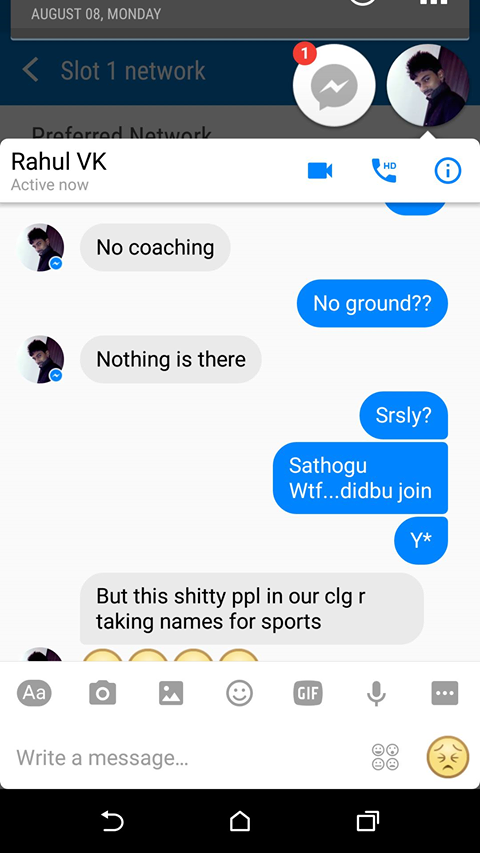 AUGUST 08, MONDAY
Slot 1 network
1
Preferred Network
Rahul VK
Active now
HD
No coaching
No ground??
Nothing is there
Srsly?
Sathogu
Wtf...didbu join
Y*
But this shitty ppl in our clg r
taking names for sports
Aa
GIF
Write a message...